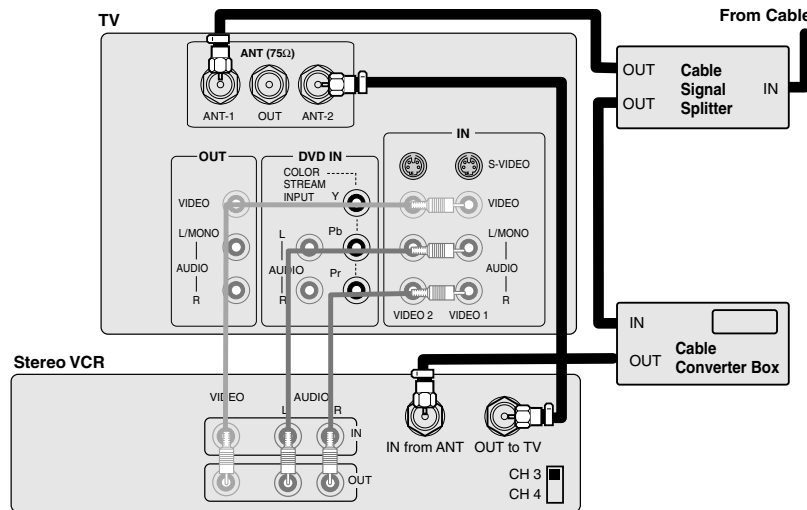 From Cable
TV
ANT (75Ω)
ANT-1 OUT ANT-2
OUT Cable Signal Splitter IN
OUT
OUT
VIDEO
L/MONO
AUDIO
R
DVD IN
COLOR STREAM INPUT
Y
Pb
Pr
L
AUDIO
R
IN
S-VIDEO
VIDEO
L/MONO
AUDIO
R
VIDEO 2 VIDEO 1
IN
OUT
Cable Converter Box
Stereo VCR
VIDEO AUDIO
L R
IN
OUT
IN from ANT OUT to TV
CH 3
CH 4